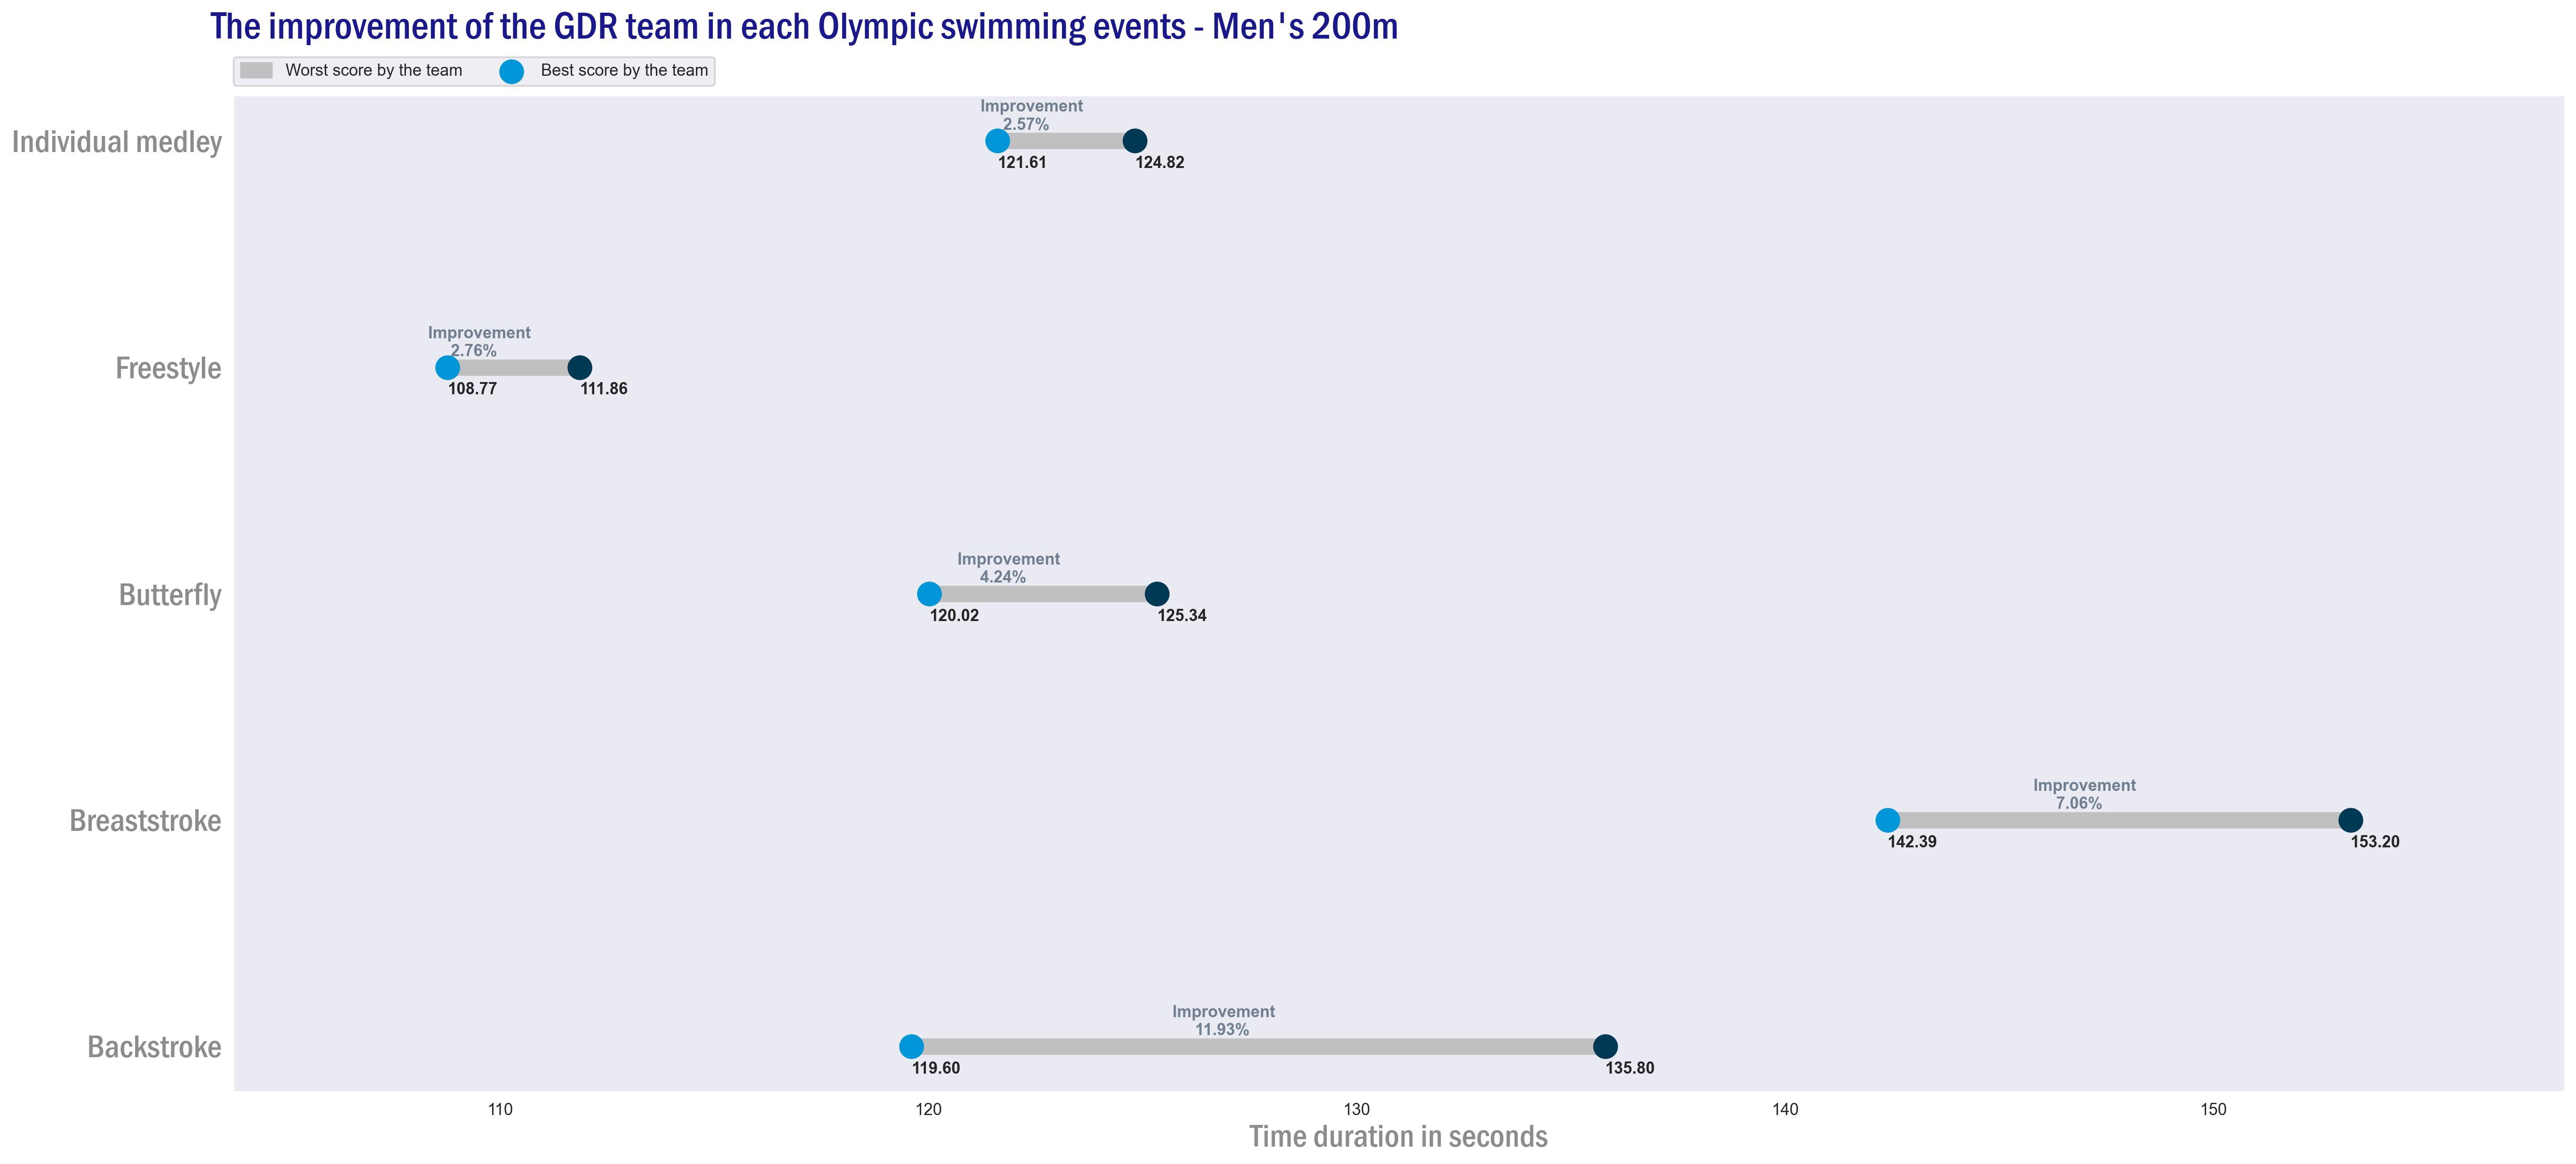 The improvement of the GDR team in each Olympic swimming events - Men's 200m
Worst score by the team
Best score by the team
Individual medley
Improvement
2.57%
121.61
124.82
Freestyle
Improvement
2.76%
108.77
111.86
Butterfly
Improvement
4.24%
120.02
125.34
Breaststroke
Improvement
7.06%
142.39
153.20
Backstroke
Improvement
11.93%
119.60
135.80
110
120
130
140
150
Time duration in seconds